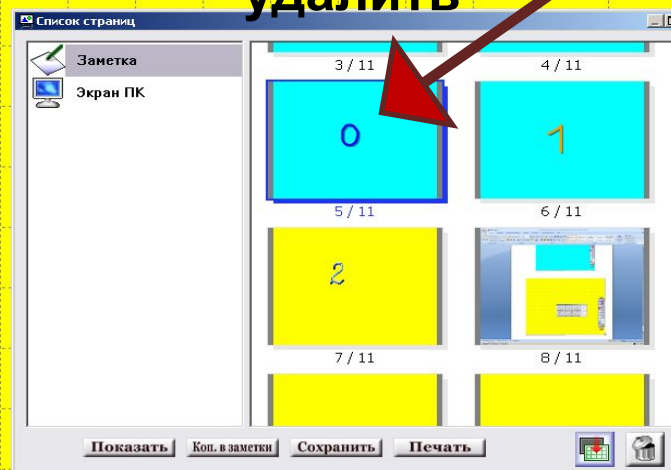 удалить
Список страниц
Заметка
Экран ПК
3 / 11
4 / 11
0
1
5 / 11
6 / 11
2
7 / 11
8 / 11
Показать
Коп. в заметки
Сохранить
Печать